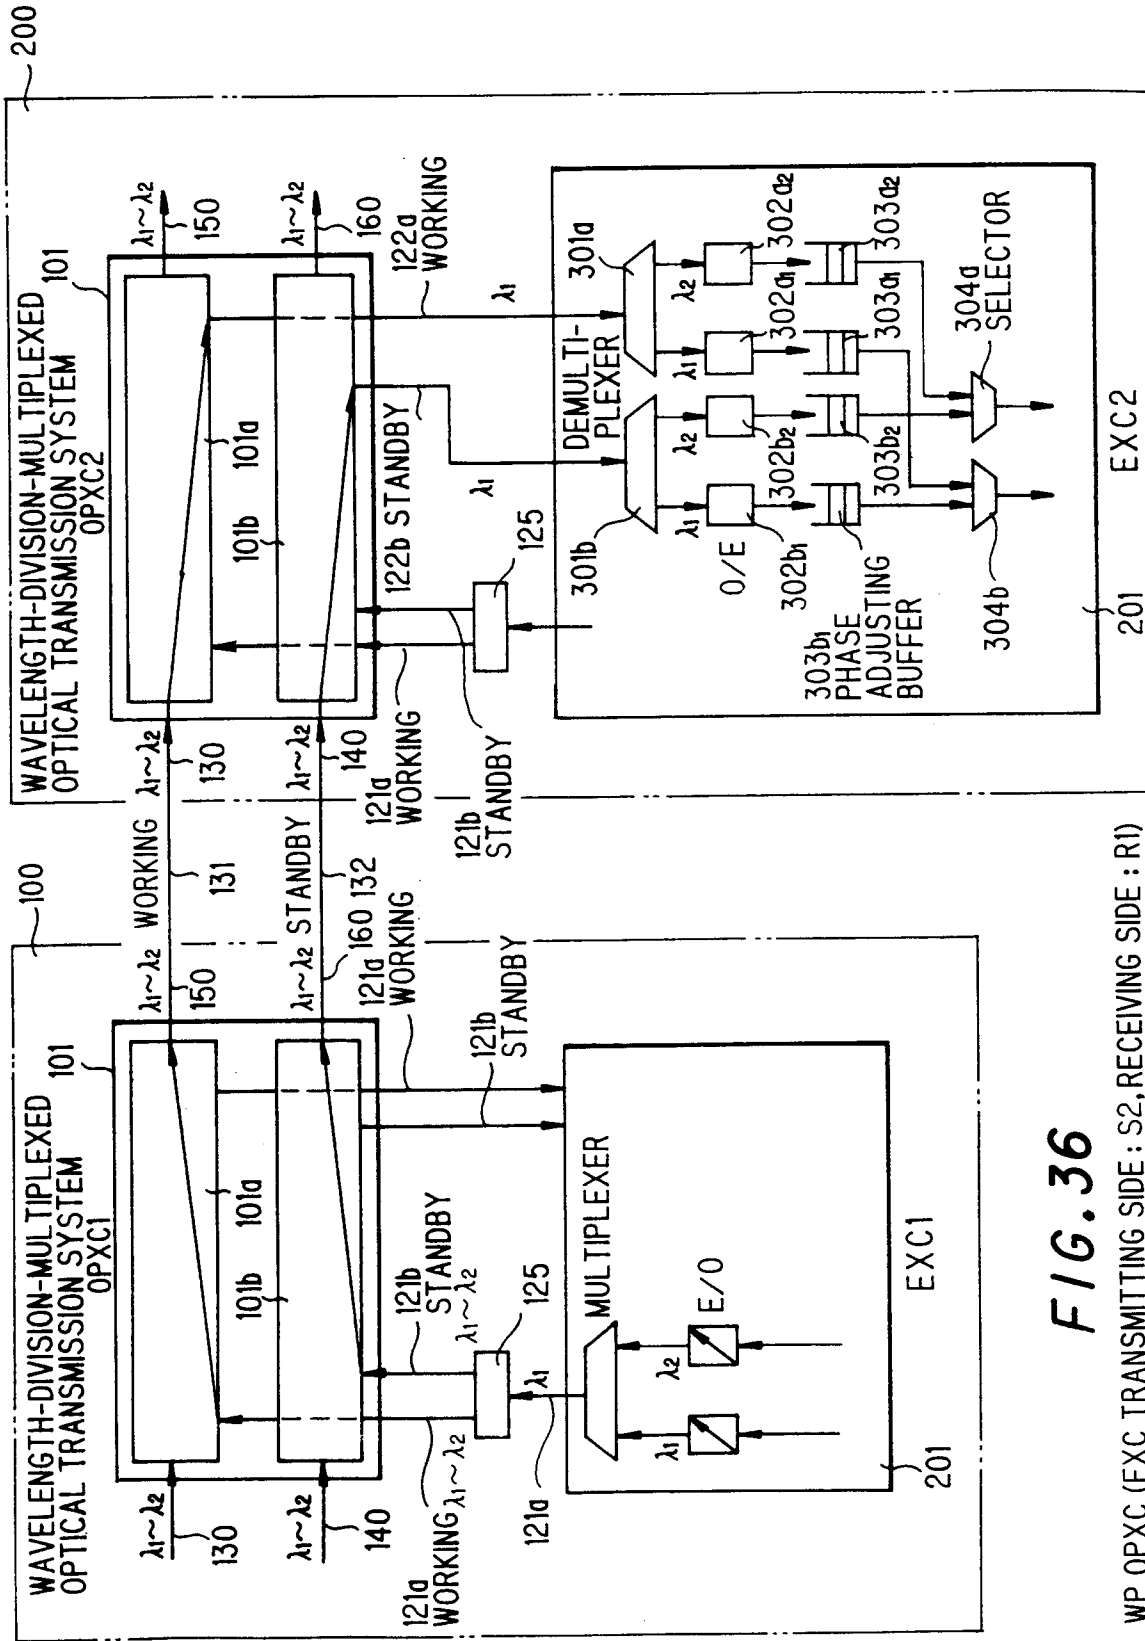 200
100
WAVELENGTH-DIVISION-MULTIPLEXED
OPTICAL TRANSMISSION SYSTEM
OPXC1
101
101a
101b
λ1~λ2
130
λ1~λ2
140
λ1~λ2
150
WORKING
131
λ1~λ2
160
STANDBY
132
121a
WORKING
121b
STANDBY
121a
WORKING λ1~λ2
121b
STANDBY
λ1~λ2
125
λ1
121a
MULTIPLEXER
λ1
λ2
E/O
201
EXC1
WAVELENGTH-DIVISION-MULTIPLEXED
OPTICAL TRANSMISSION SYSTEM
OPXC2
101
101a
101b
λ1~λ2
130
λ1~λ2
140
λ1~λ2
150
λ1~λ2
160
121a
WORKING
121b
STANDBY
125
122b STANDBY
122a
WORKING
λ1
λ1
DEMULTI-
PLEXER
301b
301a
λ1
λ2
λ1
λ2
O/E
302b1
302b2
302a1
302a2
303b1
PHASE
ADJUSTING
BUFFER
303b2
303a1
303a2
304b
304a
SELECTOR
201
EXC2
FIG.36
WP OPXC (EXC TRANSMITTING SIDE : S2, RECEIVING SIDE : R1)